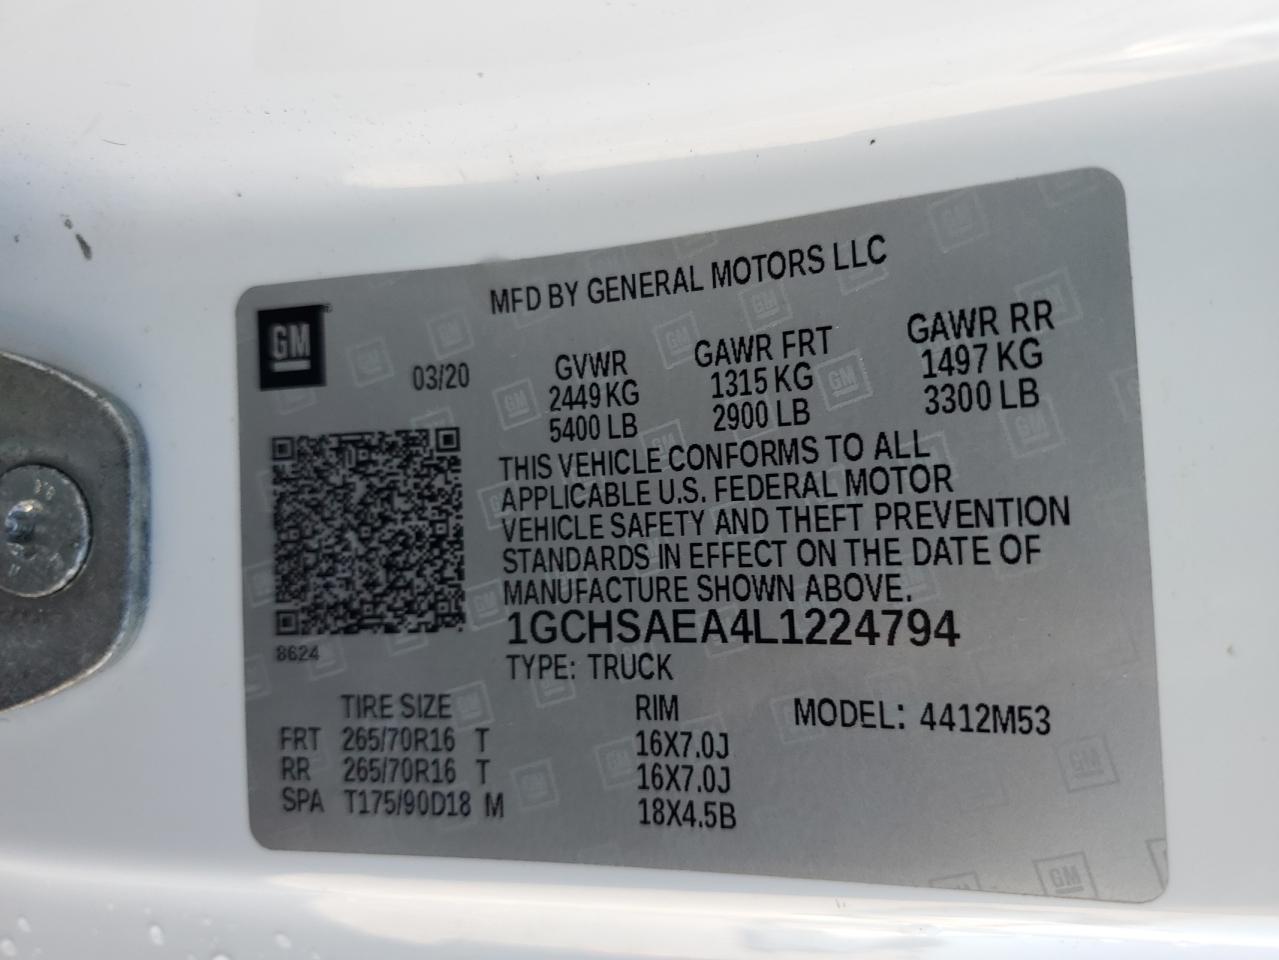 MFD BY GENERAL MOTORS LLC
GM
03/20
GVWR GAWR FRT GAWR RR
2449 KG 1315 KG 1497 KG
5400 LB 2900 LB 3300 LB
THIS VEHICLE CONFORMS TO ALL
APPLICABLE U.S. FEDERAL MOTOR
VEHICLE SAFETY AND THEFT PREVENTION
STANDARDS IN EFFECT ON THE DATE OF
MANUFACTURE SHOWN ABOVE.
1GCHSAEA4L1224794
8624
TYPE: TRUCK
TIRE SIZE RIM MODEL: 4412M53
FRT 265/70R16 T 16X7.0J
RR 265/70R16 T 16X7.0J
SPA T175/90D18 M 18X4.5B